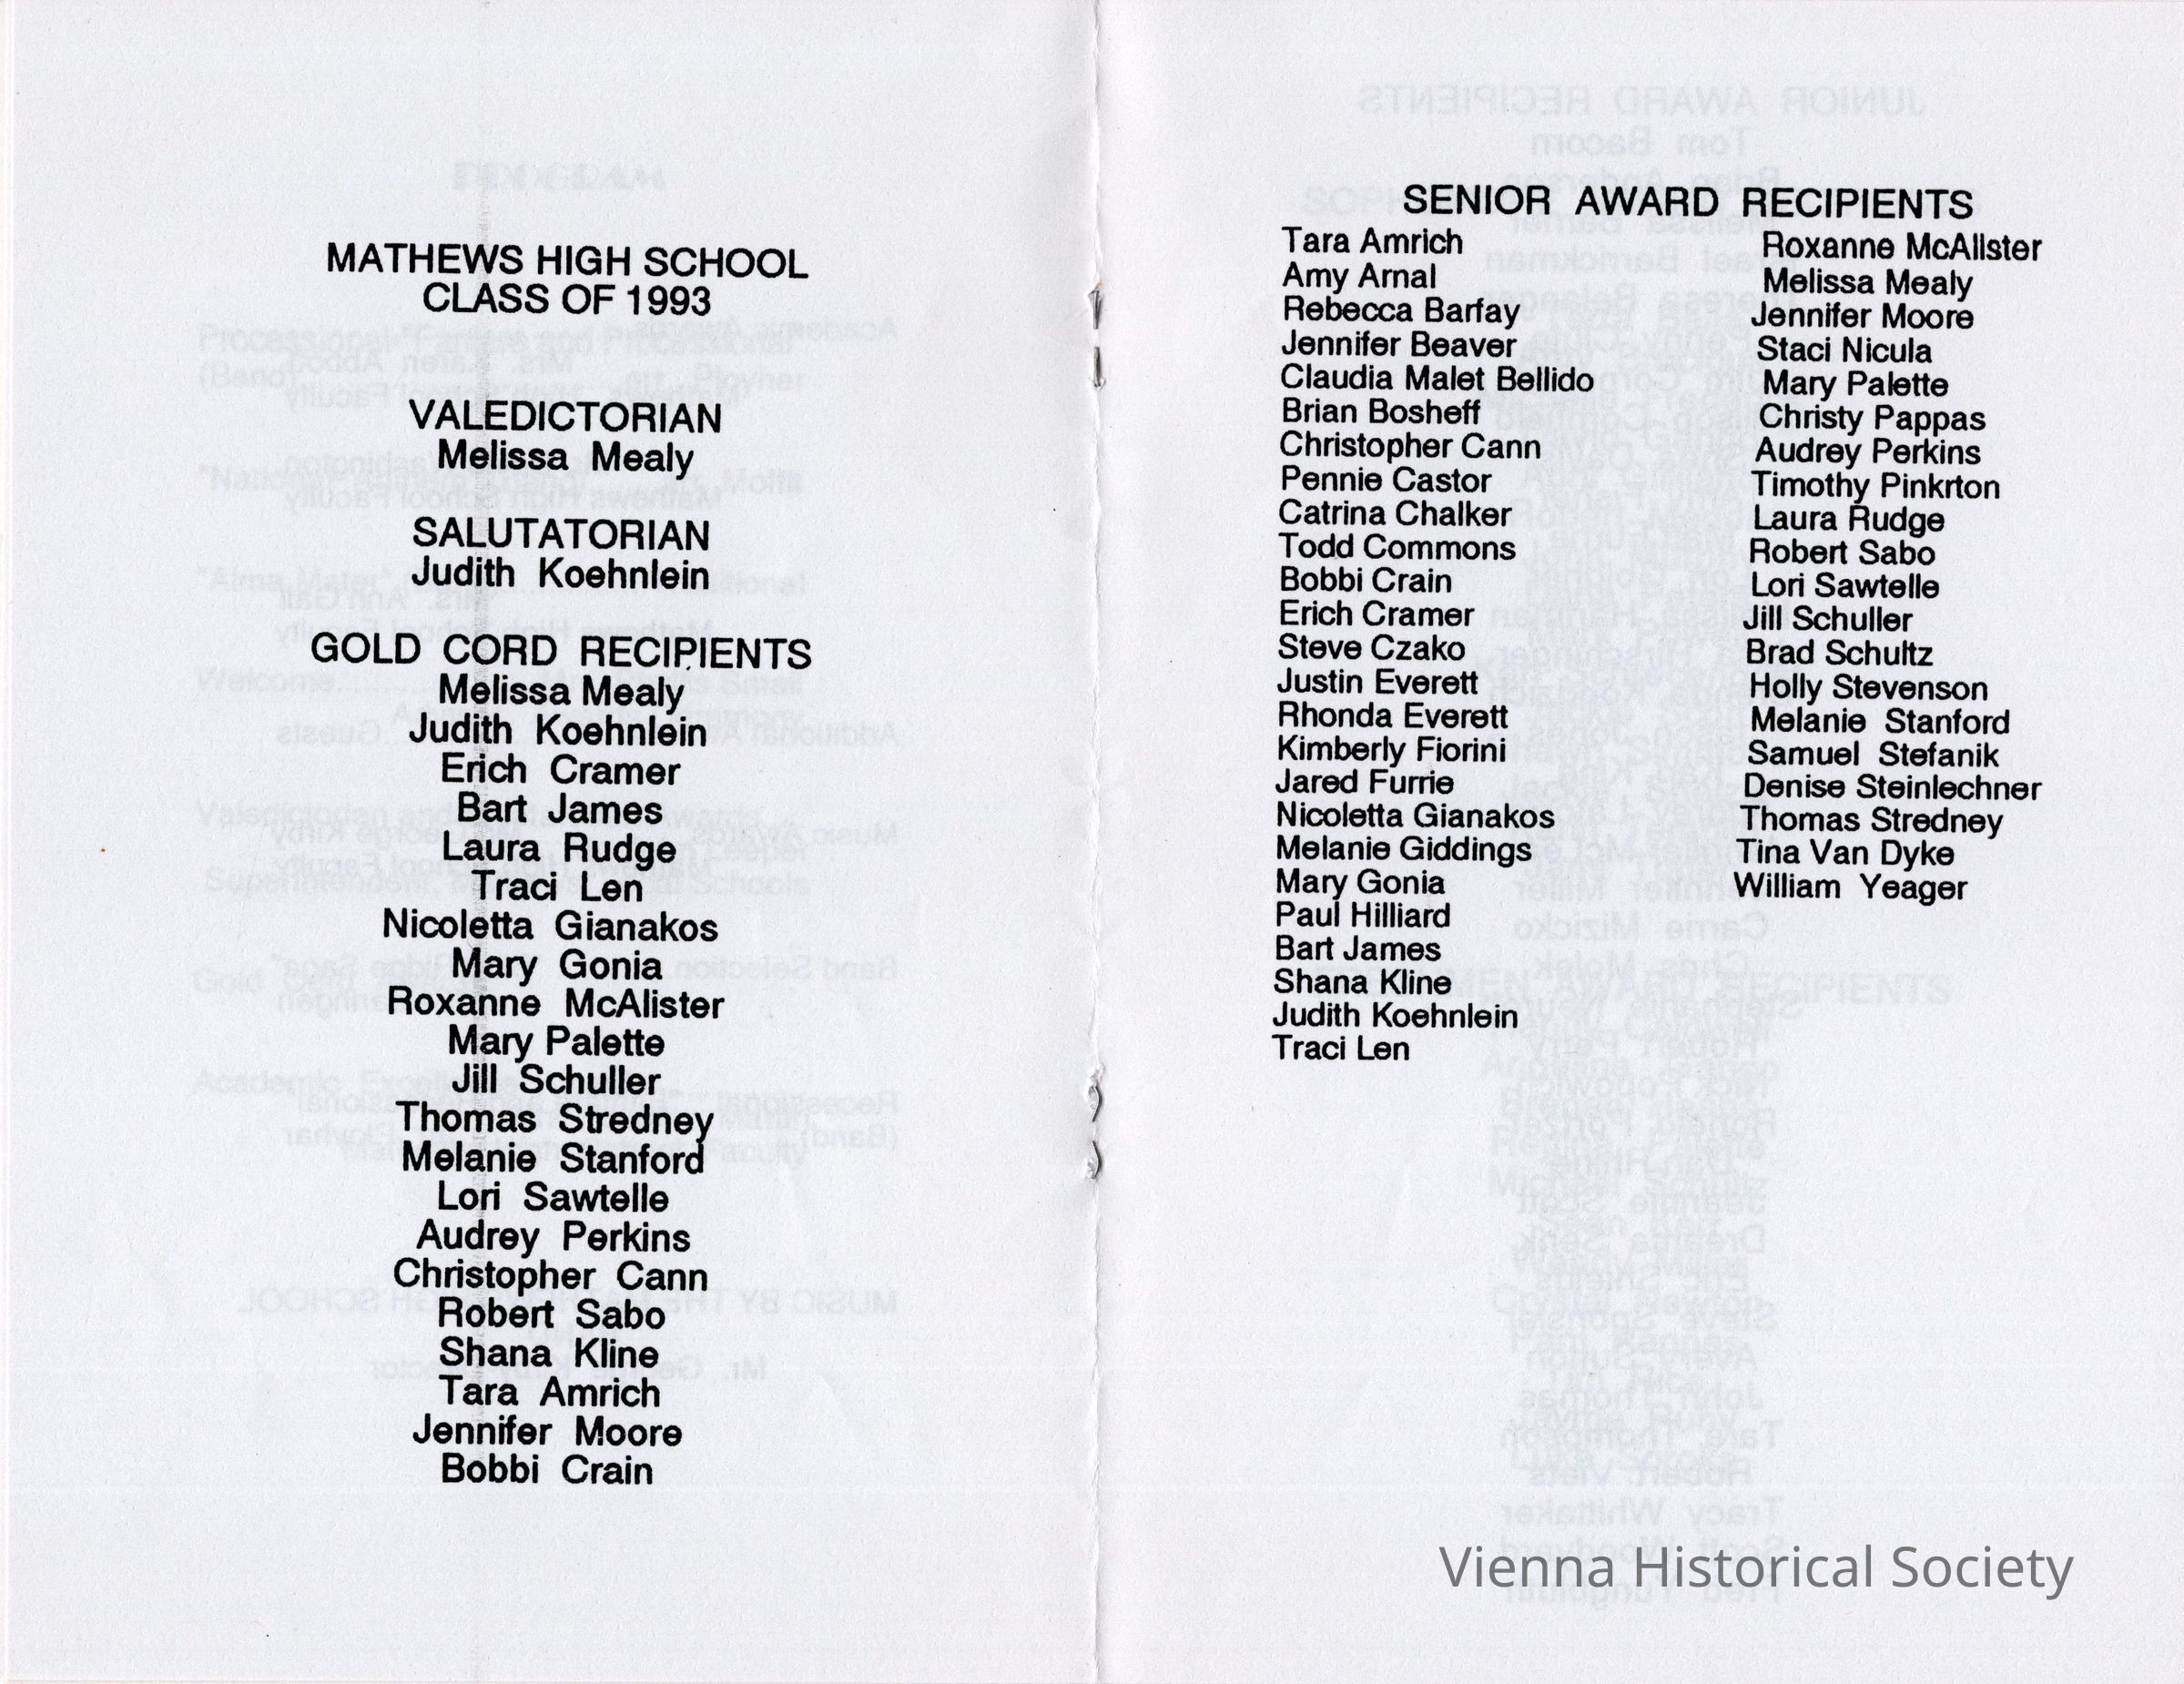 MATHEWS HIGH SCHOOL
CLASS OF 1993
VALEDICTORIAN
Melissa Mealy
SALUTATORIAN
Judith Koehnlein
GOLD CORD RECIPIENTS
Melissa Mealy
Judith Koehnlein
Erich Cramer
Bart James
Laura Rudge
Traci Len
Nicoletta Gianakos
Mary Gonia
Roxanne McAlister
Mary Palette
Jill Schuller
Thomas Stredney
Melanie Stanford
Lori Sawtelle
Audrey Perkins
Christopher Cann
Robert Sabo
Shana Kline
Tara Amrich
Jennifer Moore
Bobbi Crain
SENIOR AWARD RECIPIENTS
Tara Amrich
Amy Arnal
Rebecca Barfay
Jennifer Beaver
Claudia Malet Bellido
Brian Bosheff
Christopher Cann
Pennie Castor
Catrina Chalker
Todd Commons
Bobbi Crain
Erich Cramer
Steve Czako
Justin Everett
Rhonda Everett
Kimberly Fiorini
Jared Furrie
Nicoletta Gianakos
Melanie Giddings
Mary Gonia
Paul Hilliard
Bart James
Shana Kline
Judith Koehnlein
Traci Len
Roxanne McAlister
Melissa Mealy
Jennifer Moore
Staci Nicula
Mary Palette
Christy Pappas
Audrey Perkins
Timothy Pinkrton
Laura Rudge
Robert Sabo
Lori Sawtelle
Jill Schuller
Brad Schultz
Holly Stevenson
Melanie Stanford
Samuel Stefanik
Denise Steinlechner
Thomas Stredney
Tina Van Dyke
William Yeager
Vienna Historical Society